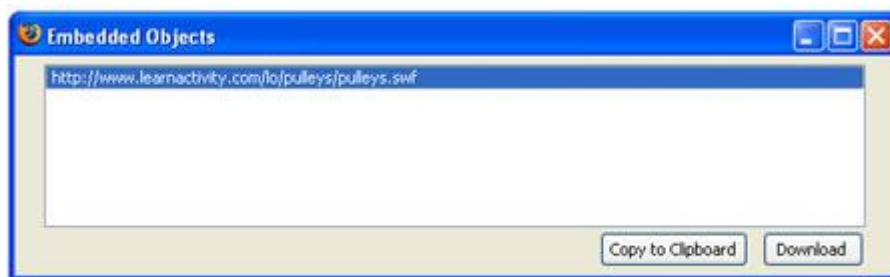 Embedded Objects
http://www.learnactivity.com/lo/pulleys/pulleys.swf
Copy to Clipboard Download